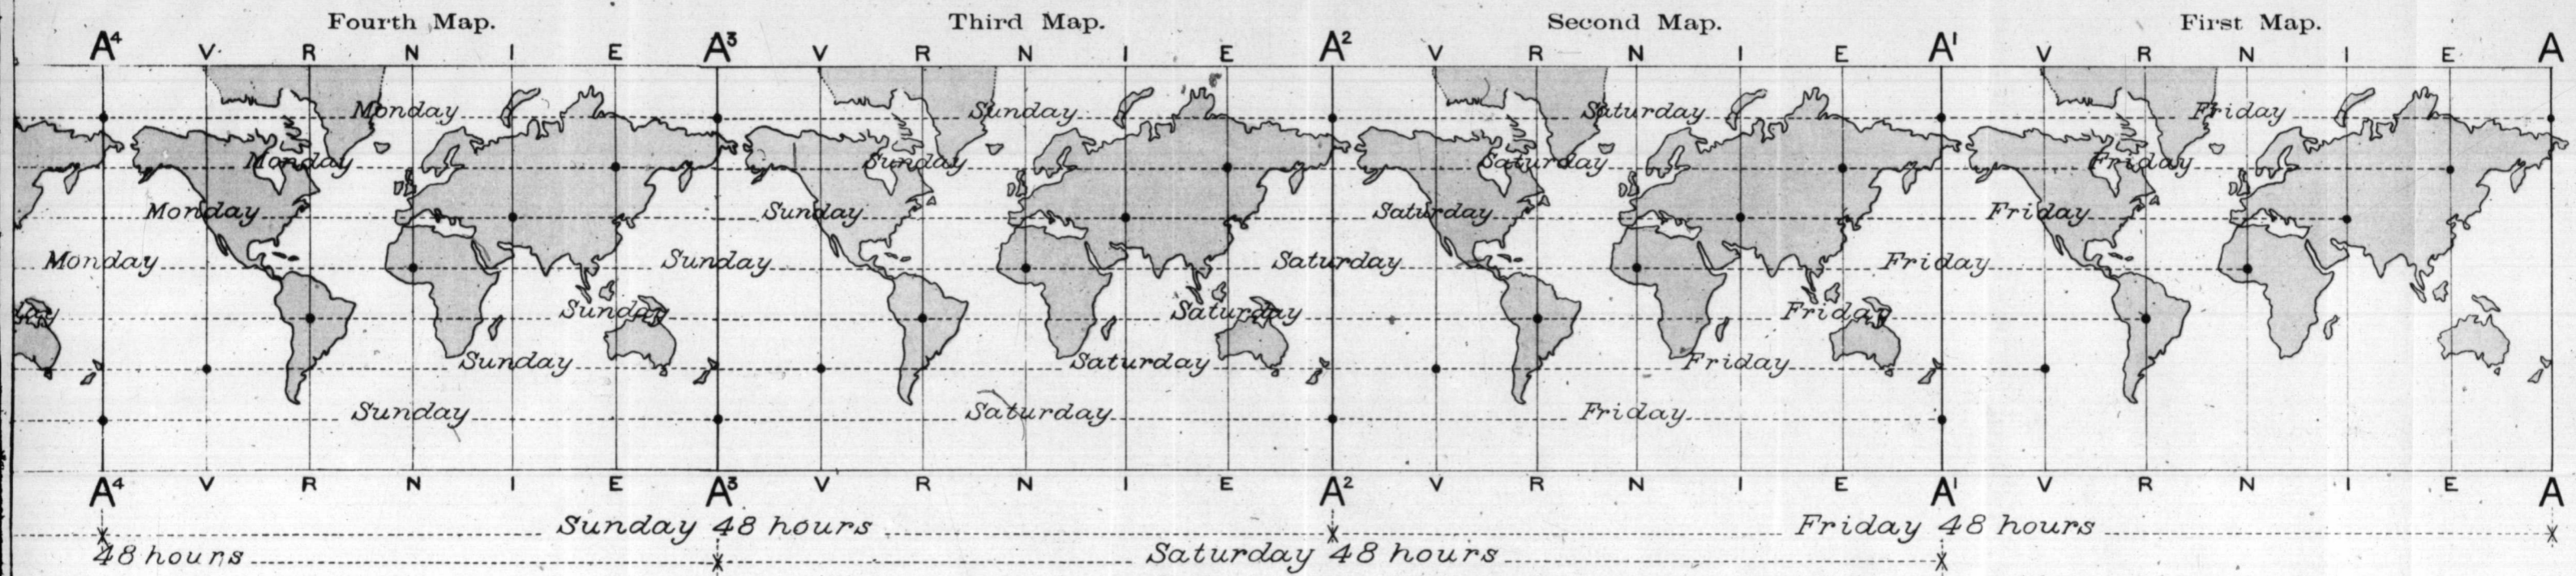 Fourth Map. Third Map. Second Map. First Map.
A⁴ V R N I E A³ V R N I E A² V R N I E A¹ V R N I E A
Monday Sunday Saturday Friday
Monday Sunday Saturday Friday
Monday Sunday Saturday Friday
Monday Sunday Saturday Friday
Sunday Saturday Friday
Sunday Saturday Friday
Sunday Saturday Friday
A⁴ V R N I E A³ V R N I E A² V R N I E A¹ V R N I E A
Sunday 48 hours Friday 48 hours
48 hours Saturday 48 hours